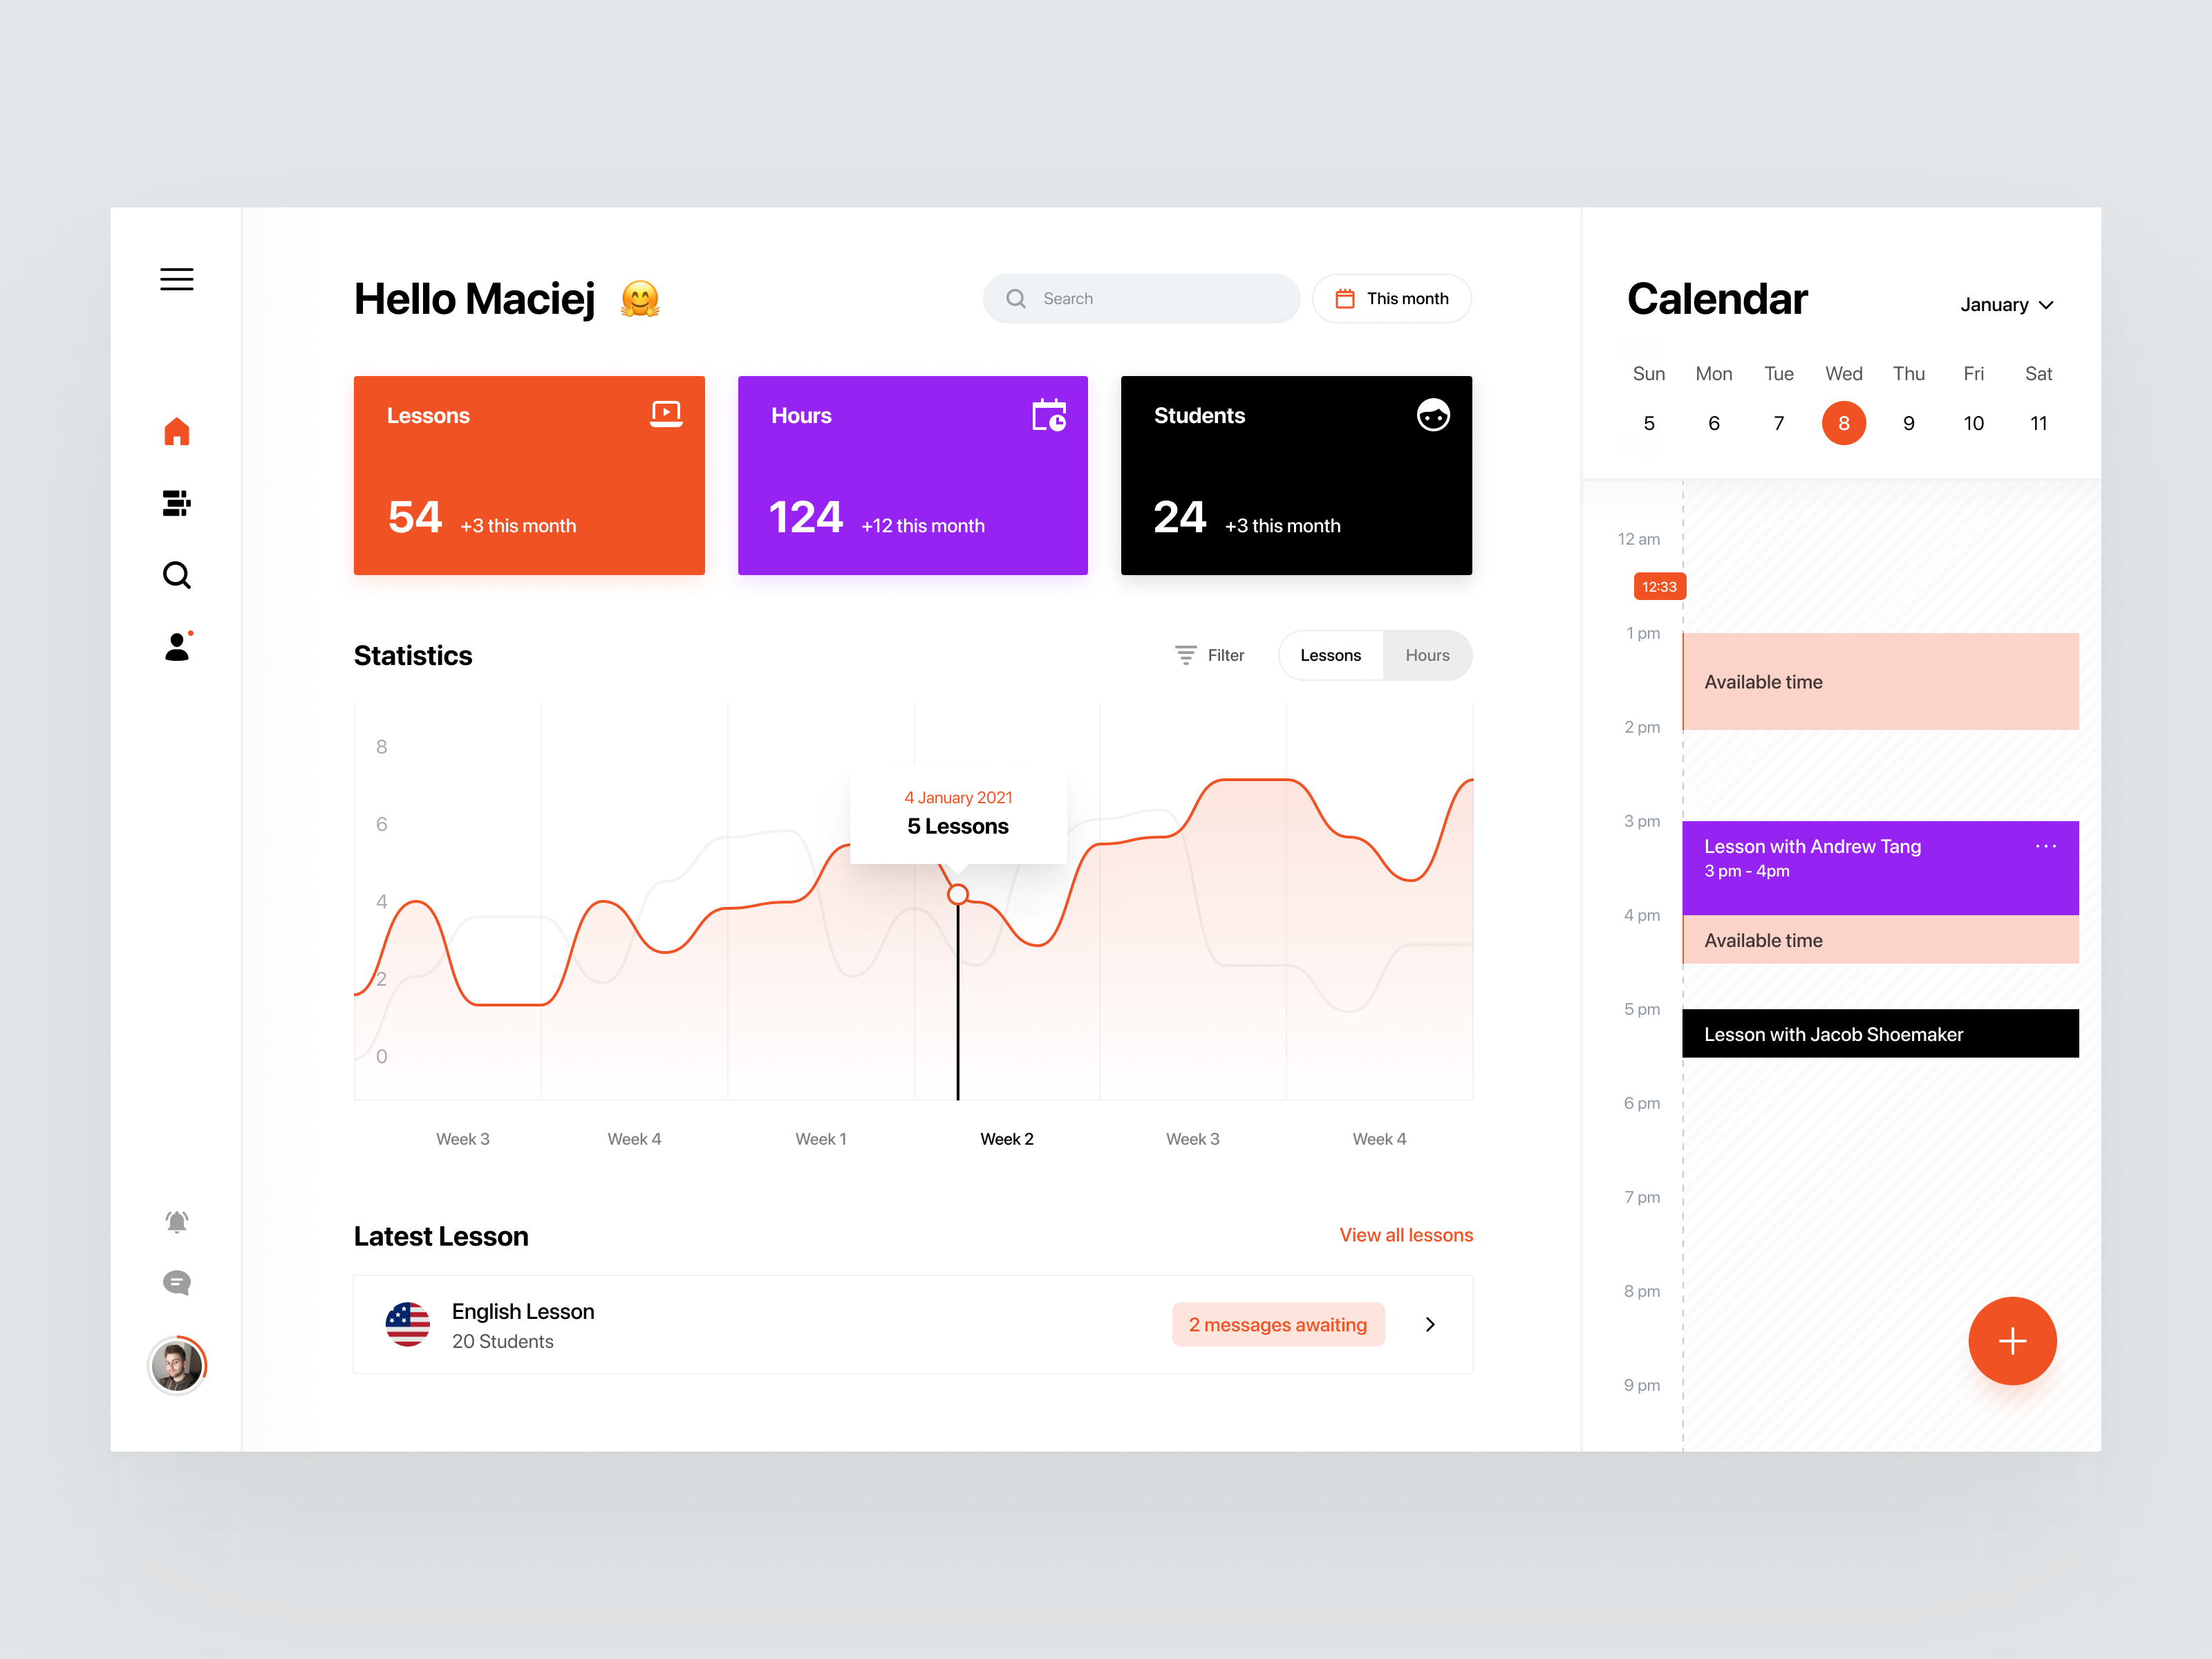 Hello Maciej 🤗
Search
This month
Lessons
54 +3 this month
Hours
124 +12 this month
Students
24 +3 this month
Statistics
Filter
Lessons
Hours
8
6
4
2
0
4 January 2021
5 Lessons
Week 3
Week 4
Week 1
Week 2
Week 3
Week 4
Latest Lesson
View all lessons
English Lesson
20 Students
2 messages awaiting
Calendar
January
Sun Mon Tue Wed Thu Fri Sat
5 6 7 8 9 10 11
12 am
12:33
1 pm
Available time
2 pm
3 pm
Lesson with Andrew Tang
3 pm - 4pm
4 pm
Available time
5 pm
Lesson with Jacob Shoemaker
6 pm
7 pm
8 pm
9 pm